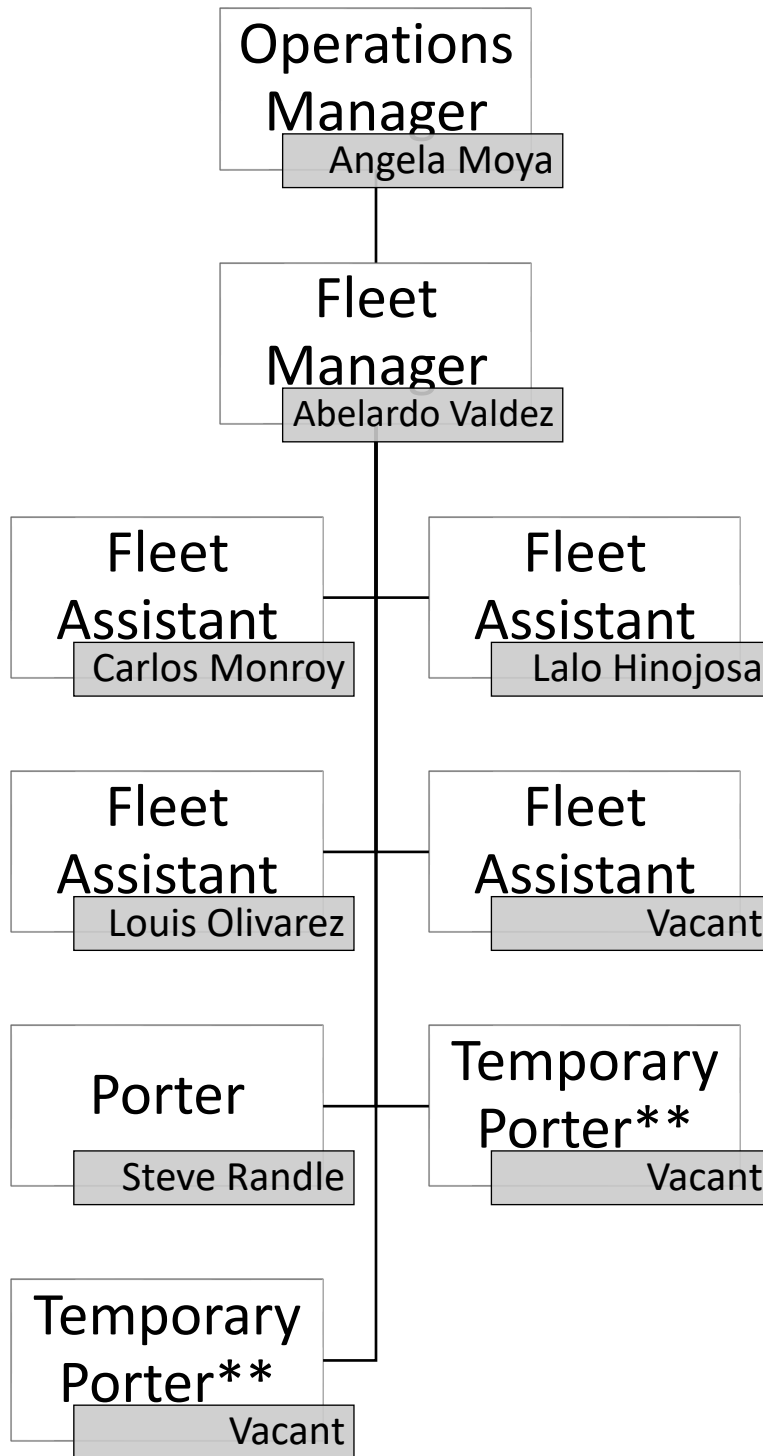 Operations
Manager
Angela Moya
Fleet
Manager
Abelardo Valdez
Fleet
Assistant
Carlos Monroy
Fleet
Assistant
Lalo Hinojosa
Fleet
Assistant
Louis Olivarez
Fleet
Assistant
Vacant
Porter
Steve Randle
Temporary
Porter**
Vacant
Temporary
Porter**
Vacant